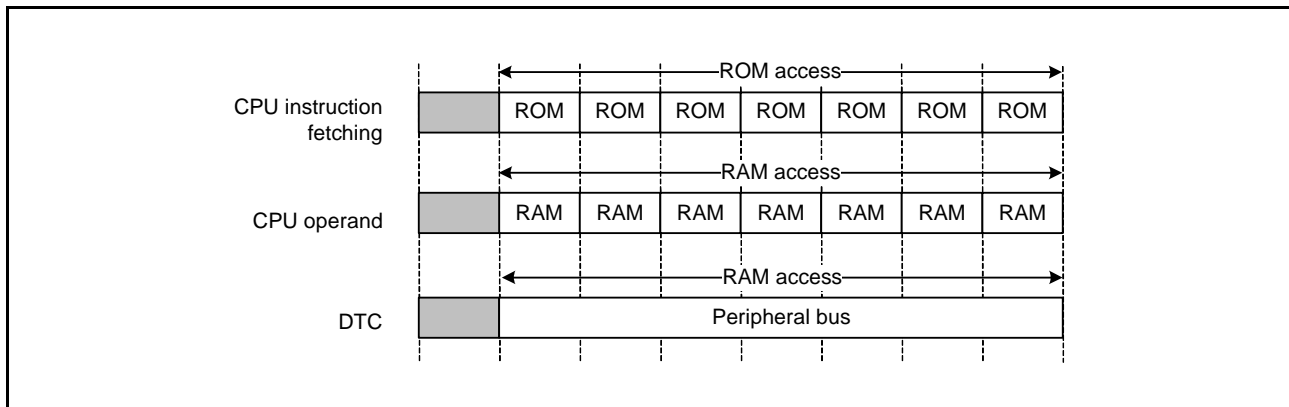 ROM access
CPU instruction
fetching
ROM ROM ROM ROM ROM ROM ROM
RAM access
CPU operand
RAM RAM RAM RAM RAM RAM RAM
RAM access
DTC
Peripheral bus